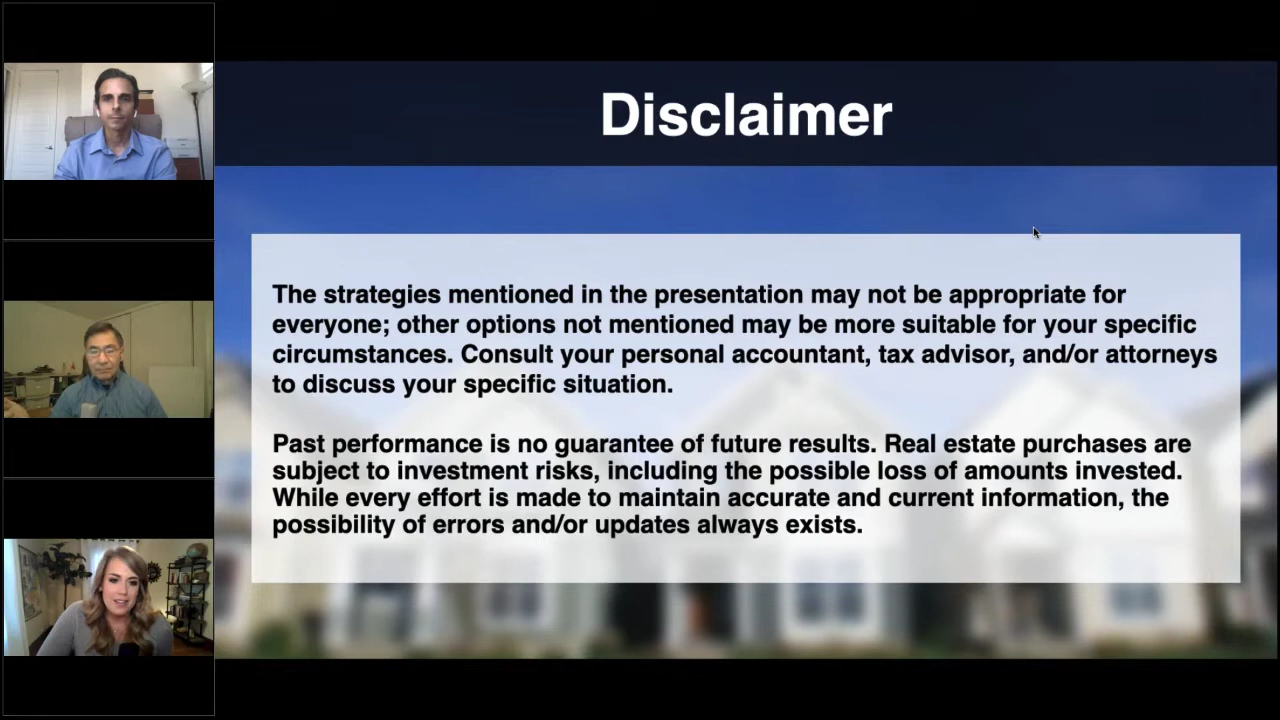 Disclaimer
The strategies mentioned in the presentation may not be appropriate for
everyone; other options not mentioned may be more suitable for your specific
circumstances. Consult your personal accountant, tax advisor, and/or attorneys
to discuss your specific situation.
Past performance is no guarantee of future results. Real estate purchases are
subject to investment risks, including the possible loss of amounts invested.
While every effort is made to maintain accurate and current information, the
possibility of errors and/or updates always exists.